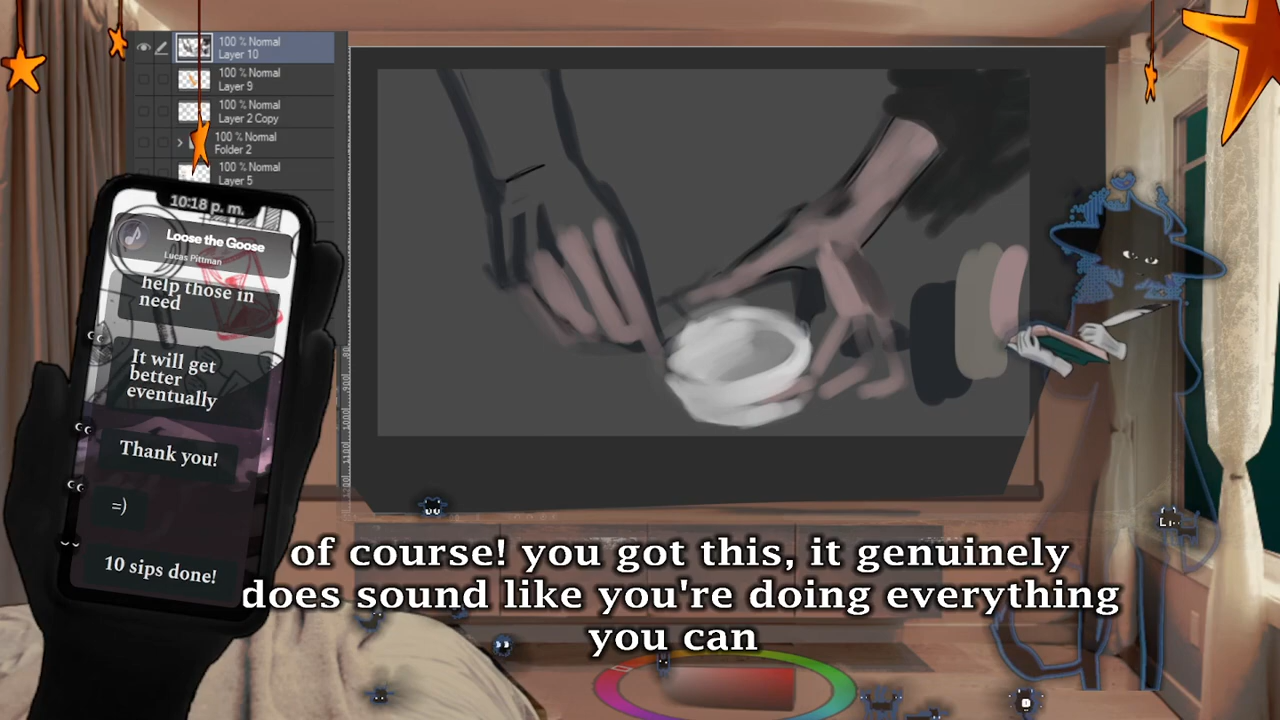 100 % Normal
Layer 10
100 % Normal
Layer 9
100 % Normal
Layer 2 Copy
100 % Normal
Folder 2
100 % Normal
Layer 5
10:18 p. m.
Loose the Goose
Lucas Pittman
help those in
need
It will get
better
eventually
Thank you!
=)
10 sips done!
of course! you got this, it genuinely
does sound like you're doing everything
you can